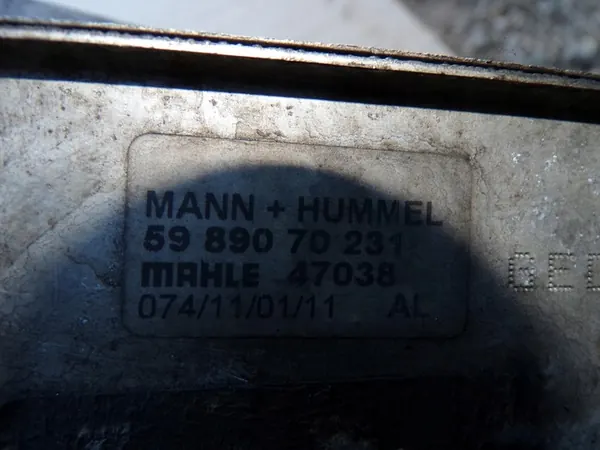 MANN + HUMMEL
59 890 70 231
MAHLE 47038
074/11/01/11 AL